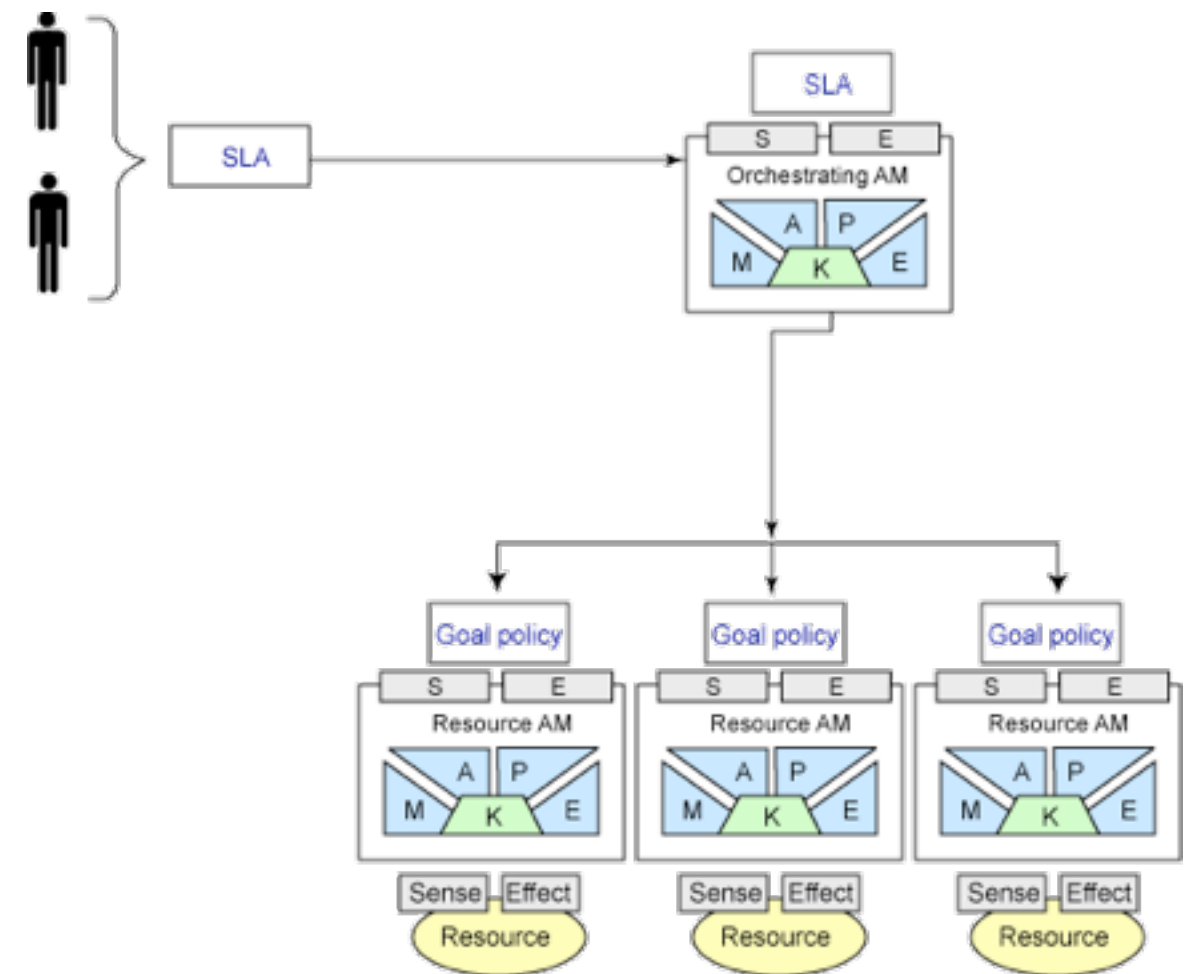 SLA
SLA
S E
Orchestrating AM
A P
M K E
Goal policy Goal policy Goal policy
S E S E S E
Resource AM Resource AM Resource AM
A P A P A P
M K E M K E M K E
Sense Effect Sense Effect Sense Effect
Resource Resource Resource